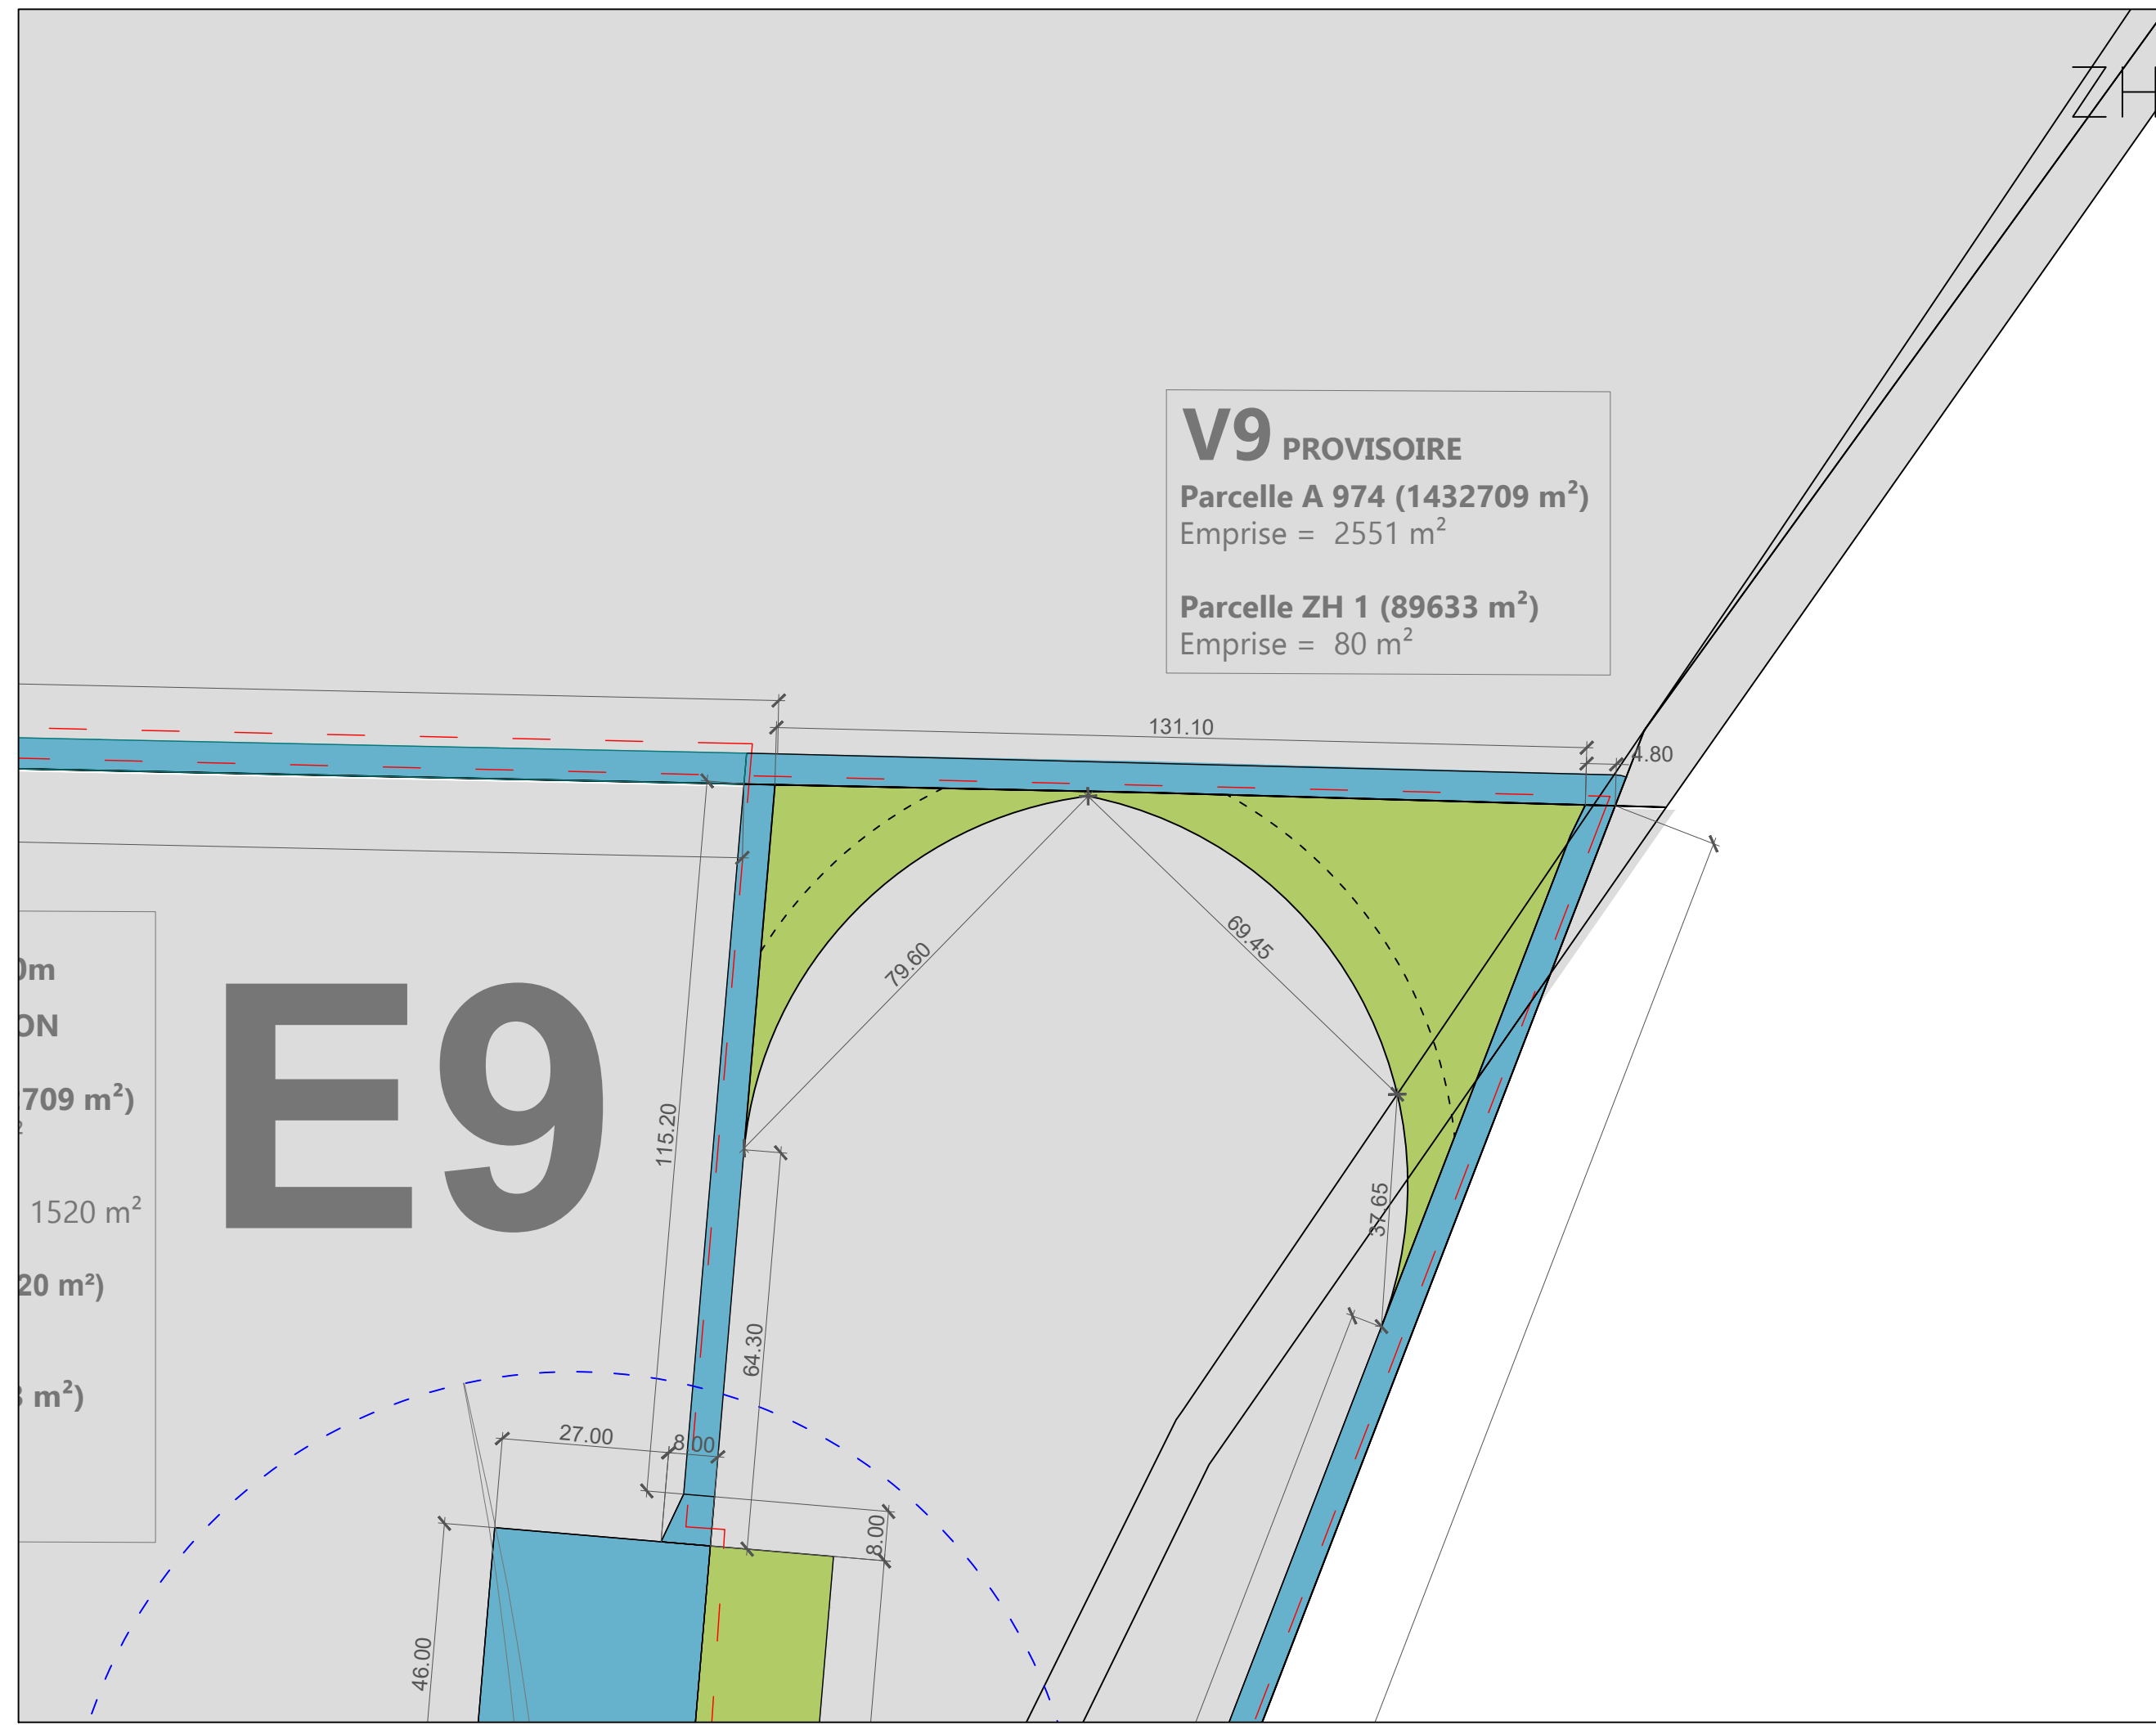 ZH
V9 PROVISOIRE
Parcelle A 974 (1432709 m²)
Emprise = 2551 m²
Parcelle ZH 1 (89633 m²)
Emprise = 80 m²
131.10
4.80
0m
ON
709 m²)
1520 m²
20 m²)
m²)
E9
79.60
69.45
115.20
37.65
64.30
27.00
8.00
8.00
46.00